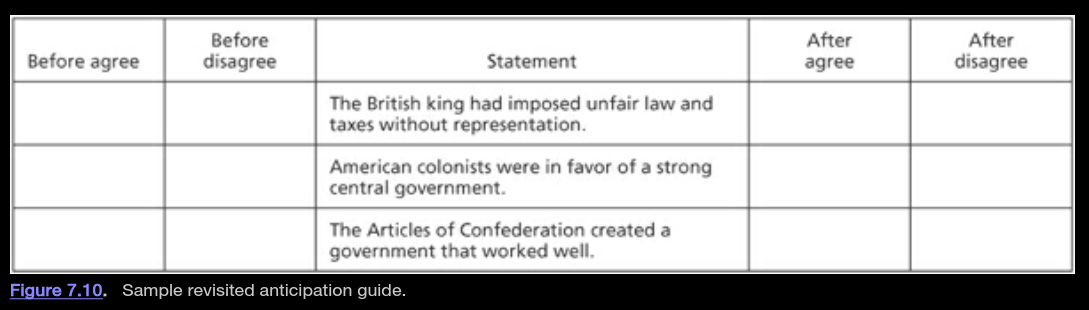 Before agree
Before
disagree
Statement
After
agree
After
disagree
The British king had imposed unfair law and
taxes without representation.
American colonists were in favor of a strong
central government.
The Articles of Confederation created a
government that worked well.
Figure 7.10. Sample revisited anticipation guide.